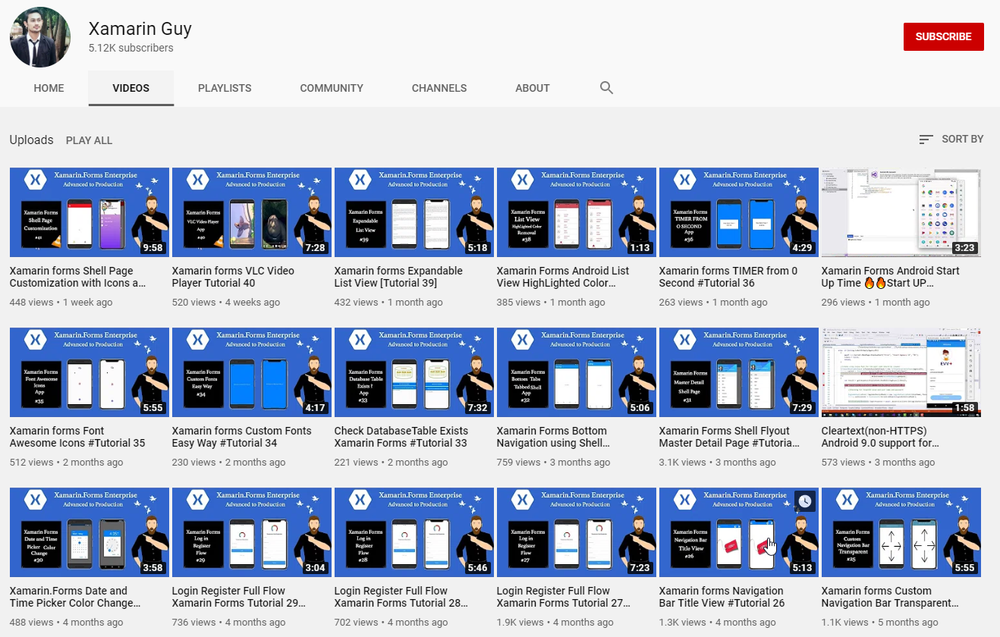 Xamarin Guy
5.12K subscribers
SUBSCRIBE
HOME VIDEOS PLAYLISTS COMMUNITY CHANNELS ABOUT
Uploads PLAY ALL SORT BY
Xamarin.Forms Enterprise
Advanced to Production
Xamarin Forms
Shell Page
Customization
#41
9:58
Xamarin forms Shell Page
Customization with Icons a...
448 views • 1 week ago
Xamarin.Forms Enterprise
Advanced to Production
Xamarin Forms
VLC Video Player
App
#40
7:28
Xamarin forms VLC Video
Player Tutorial 40
520 views • 4 weeks ago
Xamarin.Forms Enterprise
Advanced to Production
Xamarin Forms
Expandable
List View
#39
5:18
Xamarin forms Expandable
List View [Tutorial 39]
432 views • 1 month ago
Xamarin.Forms Enterprise
Advanced to Production
Xamarin Forms
List View
HighLighted Color
Removal
#38
1:13
Xamarin Forms Android List
View HighLighted Color...
385 views • 1 month ago
Xamarin.Forms Enterprise
Advanced to Production
Xamarin Forms
TIMER FROM
O SECOND
App
#36
4:29
Xamarin forms TIMER from 0
Second #Tutorial 36
263 views • 1 month ago
3:23
Xamarin Forms Android Start
Up Time 🔥🔥Start UP...
296 views • 1 month ago
Xamarin.Forms Enterprise
Advanced to Production
Xamarin Forms
Font Awesome
Icons
App
#35
5:55
Xamarin forms Font
Awesome Icons #Tutorial 35
512 views • 2 months ago
Xamarin.Forms Enterprise
Advanced to Production
Xamarin Forms
Custom Fonts
Easy Way
#34
4:17
Xamarin forms Custom Fonts
Easy Way #Tutorial 34
230 views • 2 months ago
Xamarin.Forms Enterprise
Advanced to Production
Xamarin Forms
Database Table
Exists ?
App
#33
7:32
Check DatabaseTable Exists
Xamarin Forms #Tutorial 33
221 views • 2 months ago
Xamarin.Forms Enterprise
Advanced to Production
Xamarin Forms
Bottom Tabs
Tabbed Shell
App
#32
5:06
Xamarin Forms Bottom
Navigation using Shell...
759 views • 3 months ago
Xamarin.Forms Enterprise
Advanced to Production
Xamarin Forms
Master Detail
Shell Page
#31
7:29
Xamarin Forms Shell Flyout
Master Detail Page #Tutoria...
3.1K views • 3 months ago
1:58
Cleartext(non-HTTPS)
Android 9.0 support for...
573 views • 3 months ago
Xamarin.Forms Enterprise
Advanced to Production
Xamarin Forms
Date and Time
Picker Color
Change
#30
3:58
Xamarin.Forms Date and
Time Picker Color Change...
488 views • 4 months ago
Xamarin.Forms Enterprise
Advanced to Production
Xamarin Forms
Log in
Register
Flow
#29
3:04
Login Register Full Flow
Xamarin Forms Tutorial 29...
736 views • 4 months ago
Xamarin.Forms Enterprise
Advanced to Production
Xamarin Forms
Log in
Register
Flow
#28
5:46
Login Register Full Flow
Xamarin Forms Tutorial 28...
702 views • 4 months ago
Xamarin.Forms Enterprise
Advanced to Production
Xamarin Forms
Log in
Register
Flow
#27
7:23
Login Register Full Flow
Xamarin Forms Tutorial 27...
1.9K views • 4 months ago
Xamarin.Forms Enterprise
Advanced to Production
Xamarin Forms
Navigation Bar
Title View
#26
5:13
Xamarin forms Navigation
Bar Title View #Tutorial 26
1.3K views • 4 months ago
Xamarin.Forms Enterprise
Advanced to Production
Xamarin Forms
Custom
Navigation Bar
Transparent
#25
5:55
Xamarin forms Custom
Navigation Bar Transparent...
1.1K views • 5 months ago